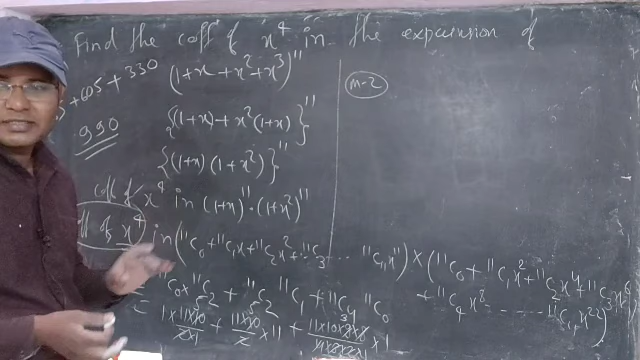 Find the coff of x⁴ in the expansion of
(1+x+x²+x³)¹¹
+605+330
990
{(1+x)+x²(1+x)}¹¹
{(1+x)(1+x²)}¹¹
coff of x⁴ in (1+x)¹¹·(1+x²)¹¹
of x⁴ in (¹¹C₀+¹¹C₁x+¹¹C₂x²+¹¹C₃ ---- ¹¹C₁₁x¹¹) × (¹¹C₀+¹¹C₁x²+¹¹C₂x⁴+¹¹C₃x⁶
+¹¹C₄x⁸ ------ ¹¹C₁₁x²²)
¹¹C₂ ¹¹C₁ + ¹¹C₄ ¹¹C₀
= 1×11×10/2×1 + 11×10/2 ×11 + 11×10×9×8/4×3×2×1 ×1
M-2